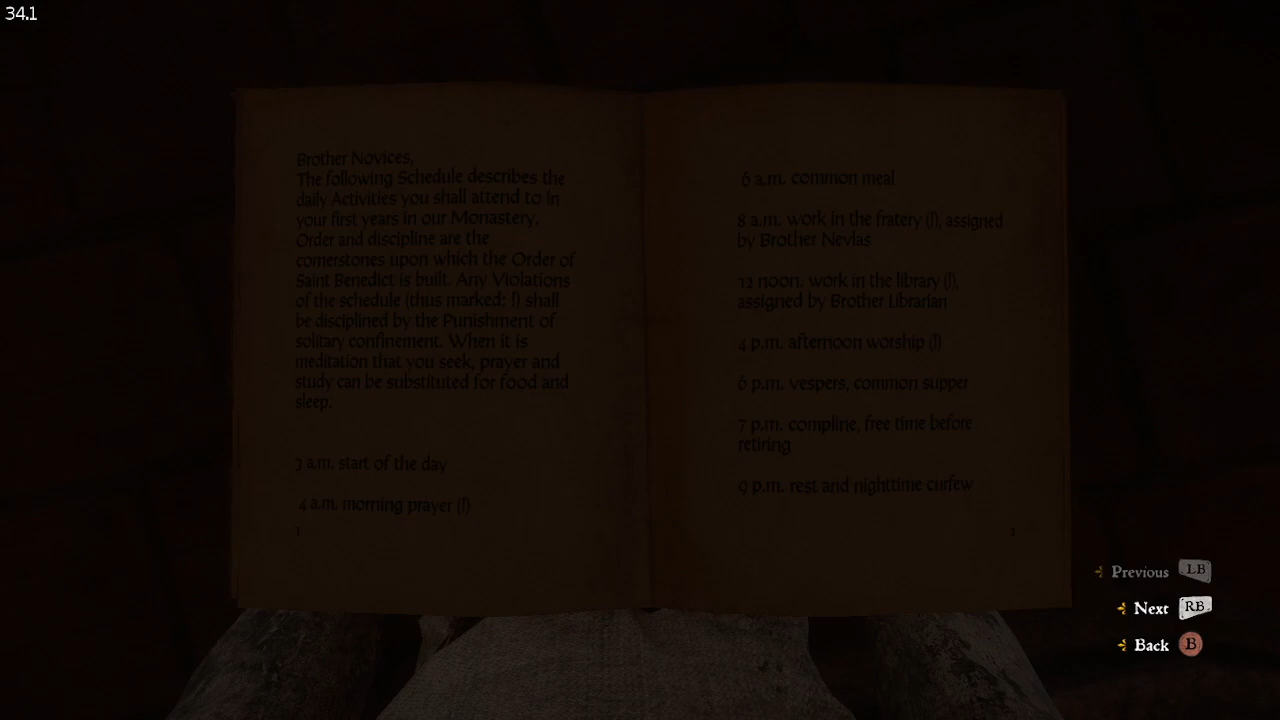 34.1
Brother Novices,
The following Schedule describes the
daily Activities you shall attend to in
your first years in our Monastery.
Order and discipline are the
cornerstones upon which the Order of
Saint Benedict is built. Any Violations
of the schedule (thus marked: !) shall
be disciplined by the Punishment of
solitary confinement. When it is
meditation that you seek, prayer and
study can be substituted for food and
sleep.
3 a.m. start of the day
4 a.m. morning prayer (!)
1
6 a.m. common meal
8 a.m. work in the fratery (!), assigned
by Brother Nevlas
12 noon. work in the library (!),
assigned by Brother Librarian
4 p.m. afternoon worship (!)
6 p.m. vespers, common supper
7 p.m. compline, free time before
retiring
9 p.m. rest and nighttime curfew
2
Previous LB
Next RB
Back B